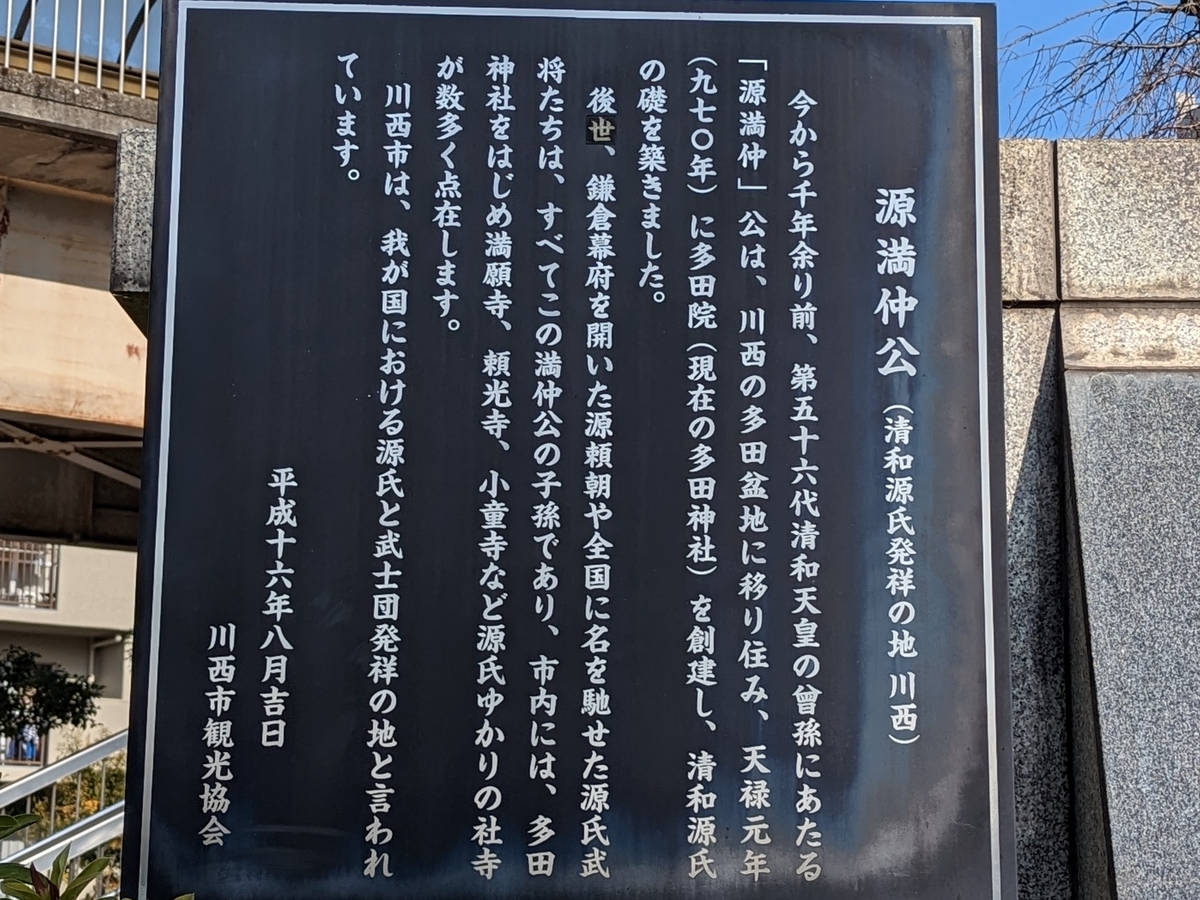 源満仲公（清和源氏発祥の地 川西）
今から千年余り前、第五十六代清和天皇の曾孫にあたる
「源満仲」公は、川西の多田盆地に移り住み、天禄元年
（九七〇年）に多田院（現在の多田神社）を創建し、清和源氏
の礎を築きました。
後世、鎌倉幕府を開いた源頼朝や全国に名を馳せた源氏武
将たちは、すべてこの満仲公の子孫であり、市内には、多田
神社をはじめ満願寺、頼光寺、小童寺など源氏ゆかりの社寺
が数多く点在します。
川西市は、我が国における源氏と武士団発祥の地と言われ
ています。
平成十六年八月吉日
川西市観光協会